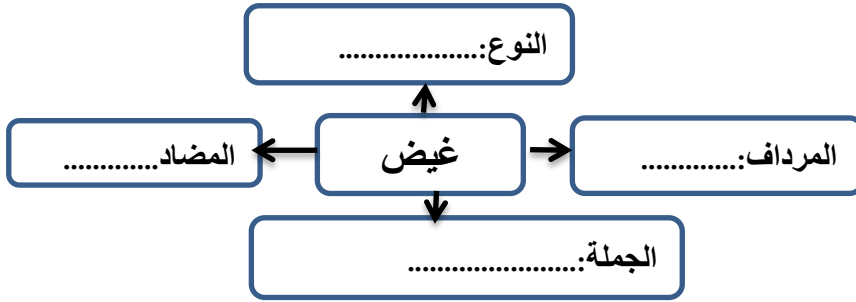 النوع:....................
المرداف:.............
غيض
المضاد.............
الجملة:........................